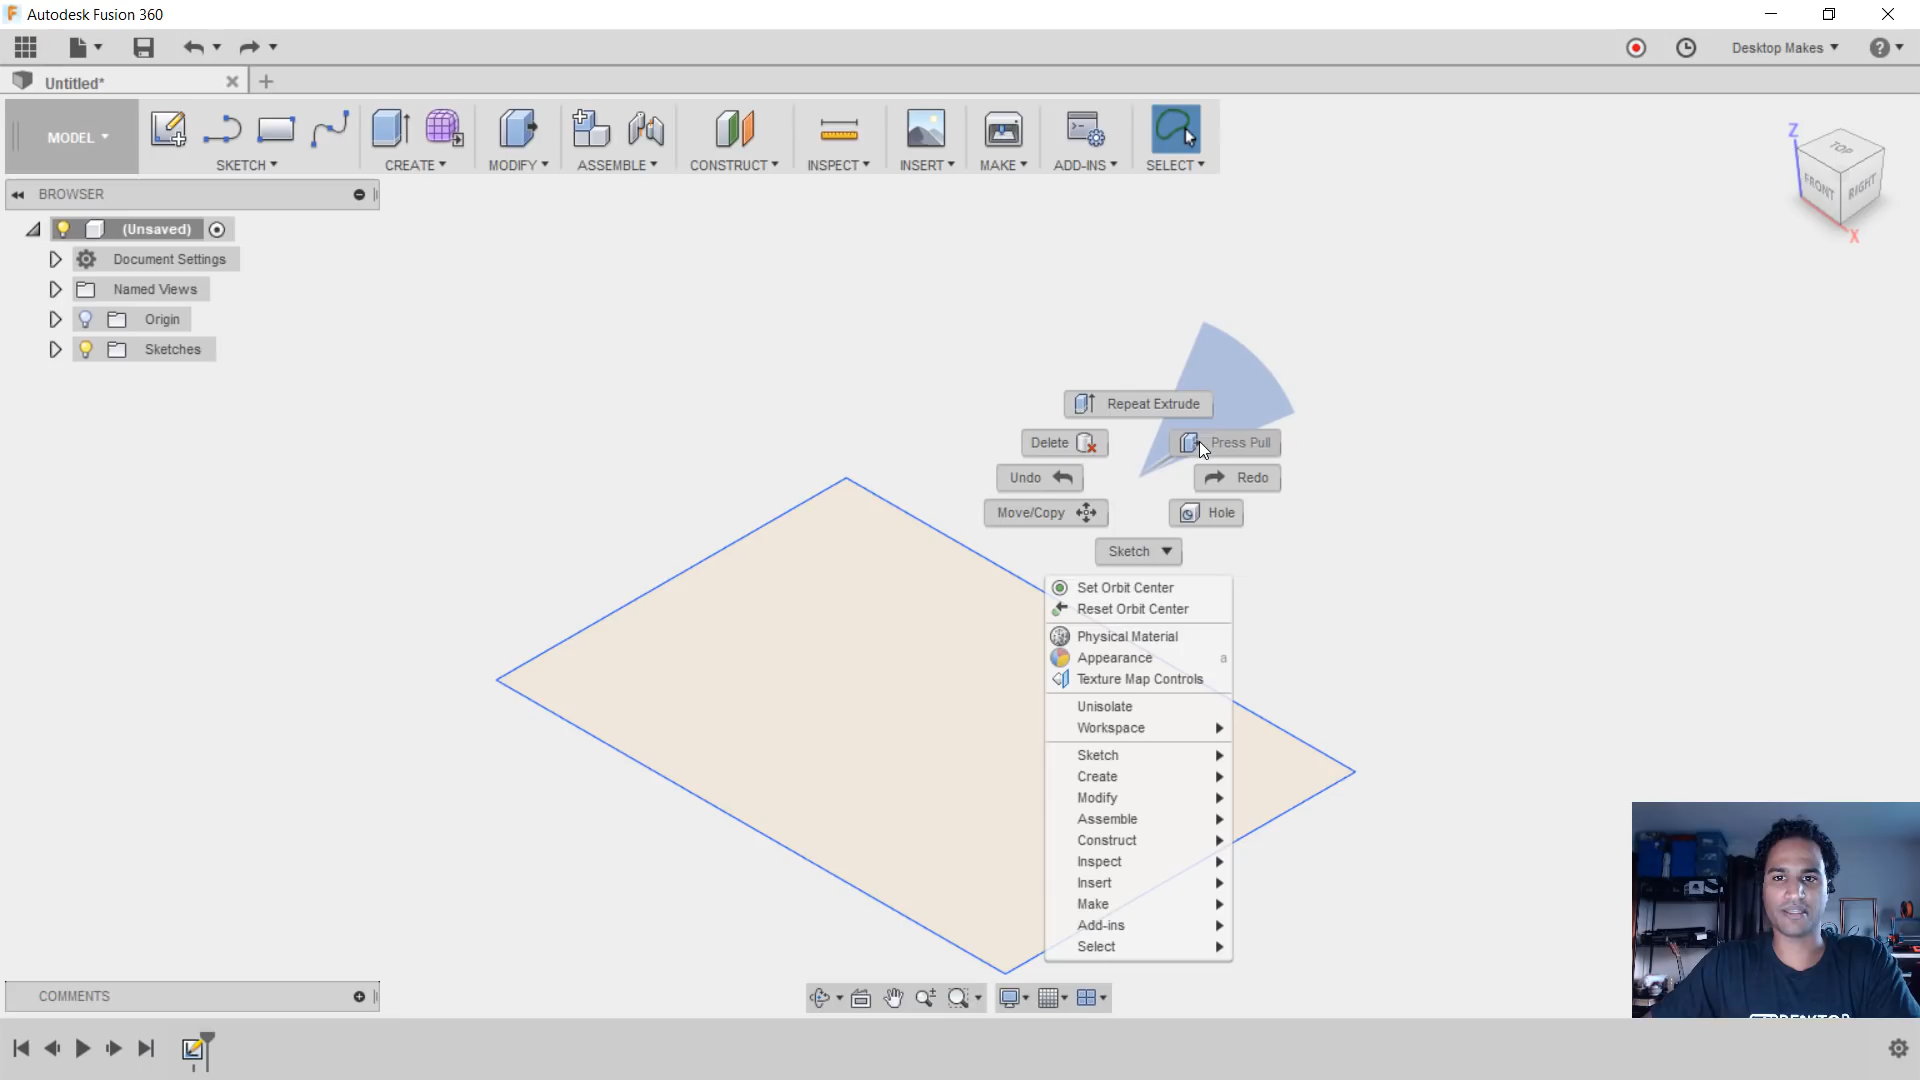 Autodesk Fusion 360
Desktop Makes
Untitled*
MODEL
SKETCH
CREATE
MODIFY
ASSEMBLE
CONSTRUCT
INSPECT
INSERT
MAKE
ADD-INS
SELECT
Z
TOP
FRONT
RIGHT
X
BROWSER
(Unsaved)
Document Settings
Named Views
Origin
Sketches
Repeat Extrude
Delete
Press Pull
Undo
Redo
Move/Copy
Hole
Sketch
Set Orbit Center
Reset Orbit Center
Physical Material
Appearance a
Texture Map Controls
Unisolate
Workspace
Sketch
Create
Modify
Assemble
Construct
Inspect
Insert
Make
Add-ins
Select
COMMENTS